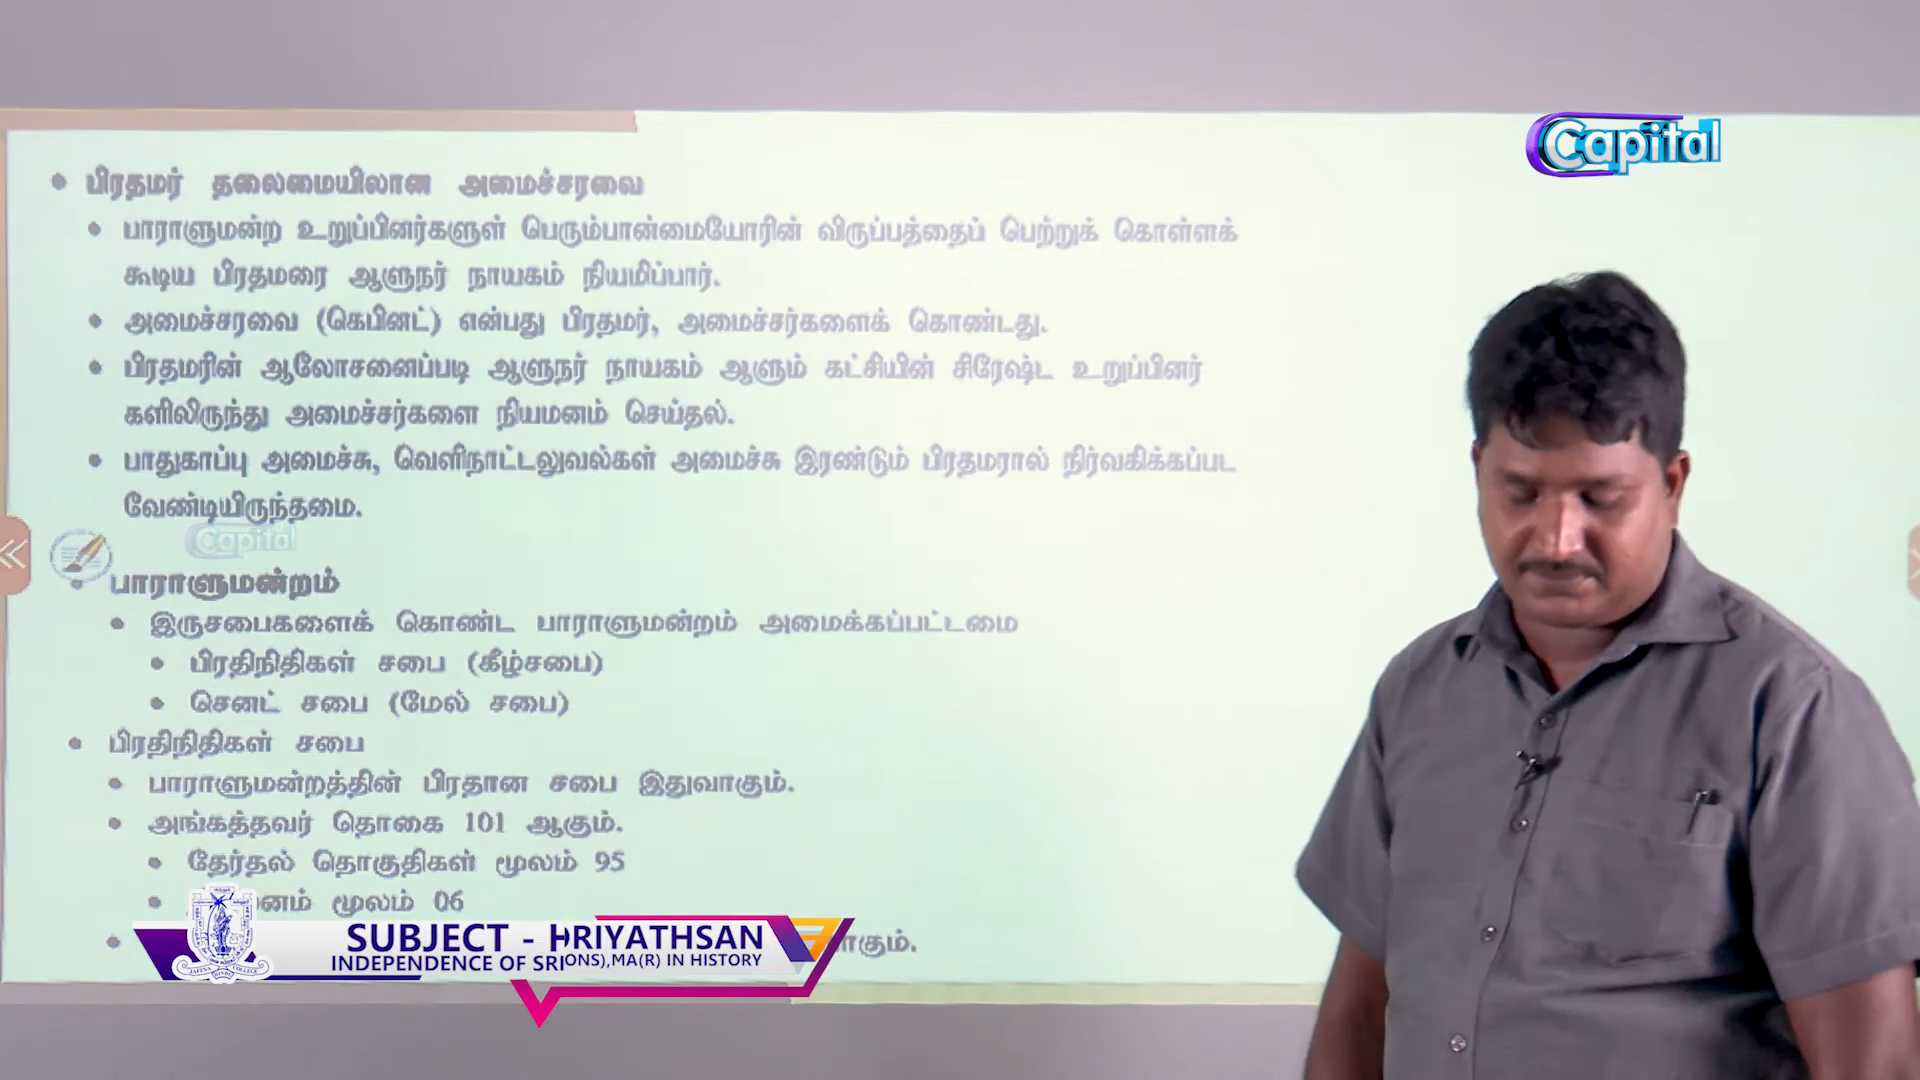 Capital
• பிரதமர் தலைமையிலான அமைச்சரவை
• பாராளுமன்ற உறுப்பினர்களுள் பெரும்பான்மையோரின் விருப்பத்தைப் பெற்றுக் கொள்ளக்
கூடிய பிரதமரை ஆளுநர் நாயகம் நியமிப்பார்.
• அமைச்சரவை (கெபினட்) என்பது பிரதமர், அமைச்சர்களைக் கொண்டது.
• பிரதமரின் ஆலோசனைப்படி ஆளுநர் நாயகம் ஆளும் கட்சியின் சிரேஷ்ட உறுப்பினர்
களிலிருந்து அமைச்சர்களை நியமனம் செய்தல்.
• பாதுகாப்பு அமைச்சு, வெளிநாட்டலுவல்கள் அமைச்சு இரண்டும் பிரதமரால் நிர்வகிக்கப்பட
வேண்டியிருந்தமை.
Capital
• பாராளுமன்றம்
• இருசபைகளைக் கொண்ட பாராளுமன்றம் அமைக்கப்பட்டமை
• பிரதிநிதிகள் சபை (கீழ்சபை)
• செனட் சபை (மேல் சபை)
• பிரதிநிதிகள் சபை
• பாராளுமன்றத்தின் பிரதான சபை இதுவாகும்.
• அங்கத்தவர் தொகை 101 ஆகும்.
• தேர்தல் தொகுதிகள் மூலம் 95
• மூலம் 06
SUBJECT - HRIYATHSAN
INDEPENDENCE OF SRI ONS),MA(R) IN HISTORY
JAFFNA HINDU COLLEGE